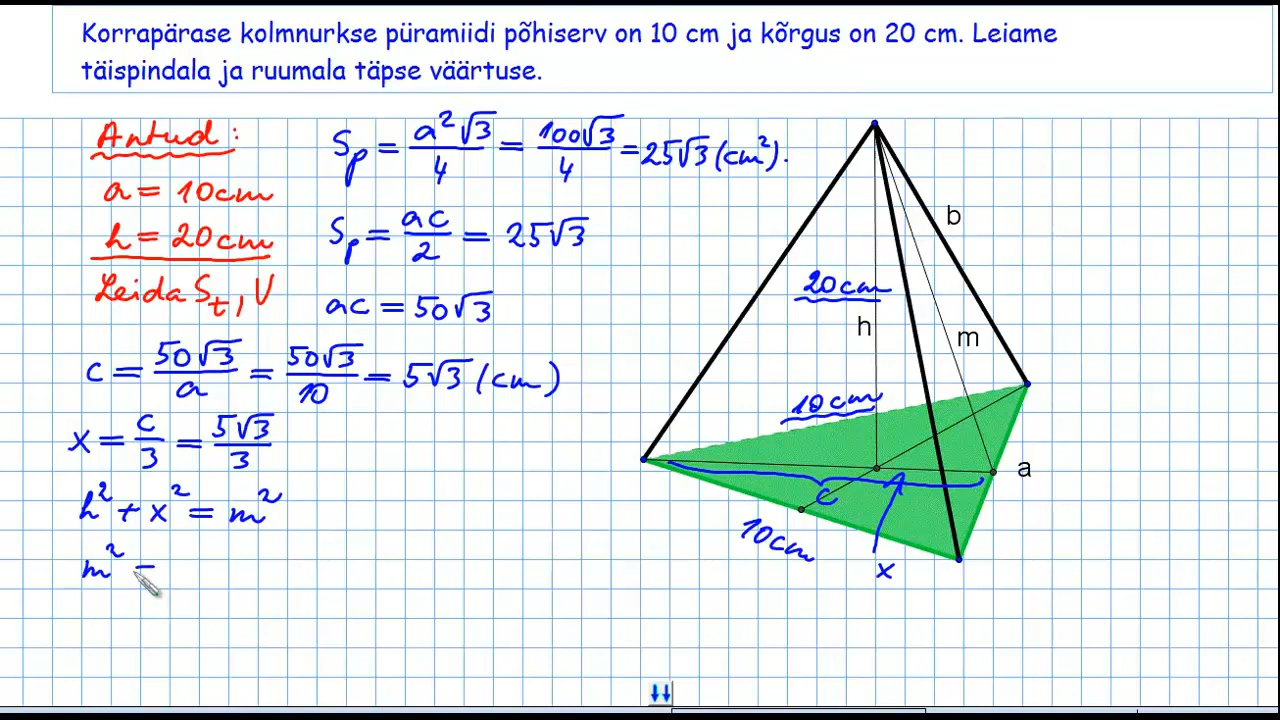 Korrapärase kolmnurkse püramiidi põhiserv on 10 cm ja kõrgus on 20 cm. Leiame
täispindala ja ruumala täpse väärtuse.
Antud:
a = 10cm
h = 20cm
Leida St, V
Sp = a²√3/4 = 100√3/4 = 25√3 (cm²).
Sp = ac/2 = 25√3
ac = 50√3
c = 50√3/a = 50√3/10 = 5√3 (cm)
x = c/3 = 5√3/3
h² + x² = m²
m² =
b
20cm
h
m
10cm
a
c
10cm
x